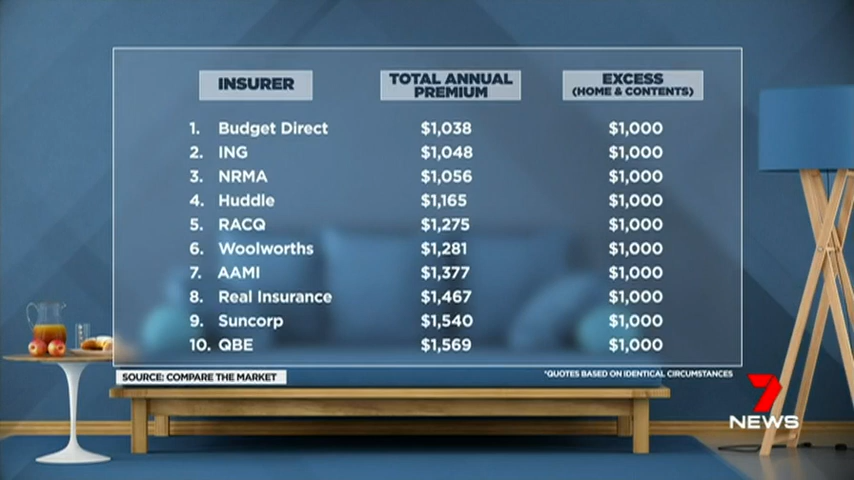 INSURER TOTAL ANNUAL PREMIUM EXCESS (HOME & CONTENTS)
1. Budget Direct $1,038 $1,000
2. ING $1,048 $1,000
3. NRMA $1,056 $1,000
4. Huddle $1,165 $1,000
5. RACQ $1,275 $1,000
6. Woolworths $1,281 $1,000
7. AAMI $1,377 $1,000
8. Real Insurance $1,467 $1,000
9. Suncorp $1,540 $1,000
10. QBE $1,569 $1,000
SOURCE: COMPARE THE MARKET
*QUOTES BASED ON IDENTICAL CIRCUMSTANCES
7
NEWS